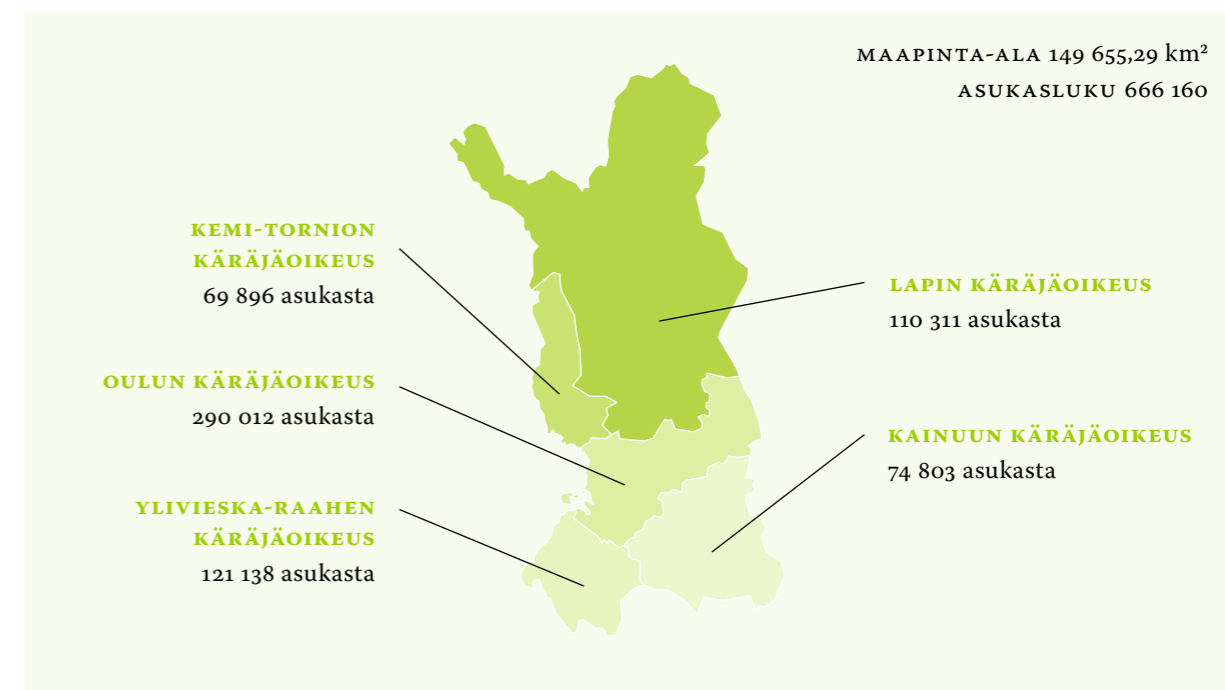 MAAPINTA-ALA 149 655,29 km²
ASUKASLUKU 666 160
KEMI-TORNION
KÄRÄJÄOIKEUS
69 896 asukasta
OULUN KÄRÄJÄOIKEUS
290 012 asukasta
YLIVIESKA-RAAHEN
KÄRÄJÄOIKEUS
121 138 asukasta
LAPIN KÄRÄJÄOIKEUS
110 311 asukasta
KAINUUN KÄRÄJÄOIKEUS
74 803 asukasta